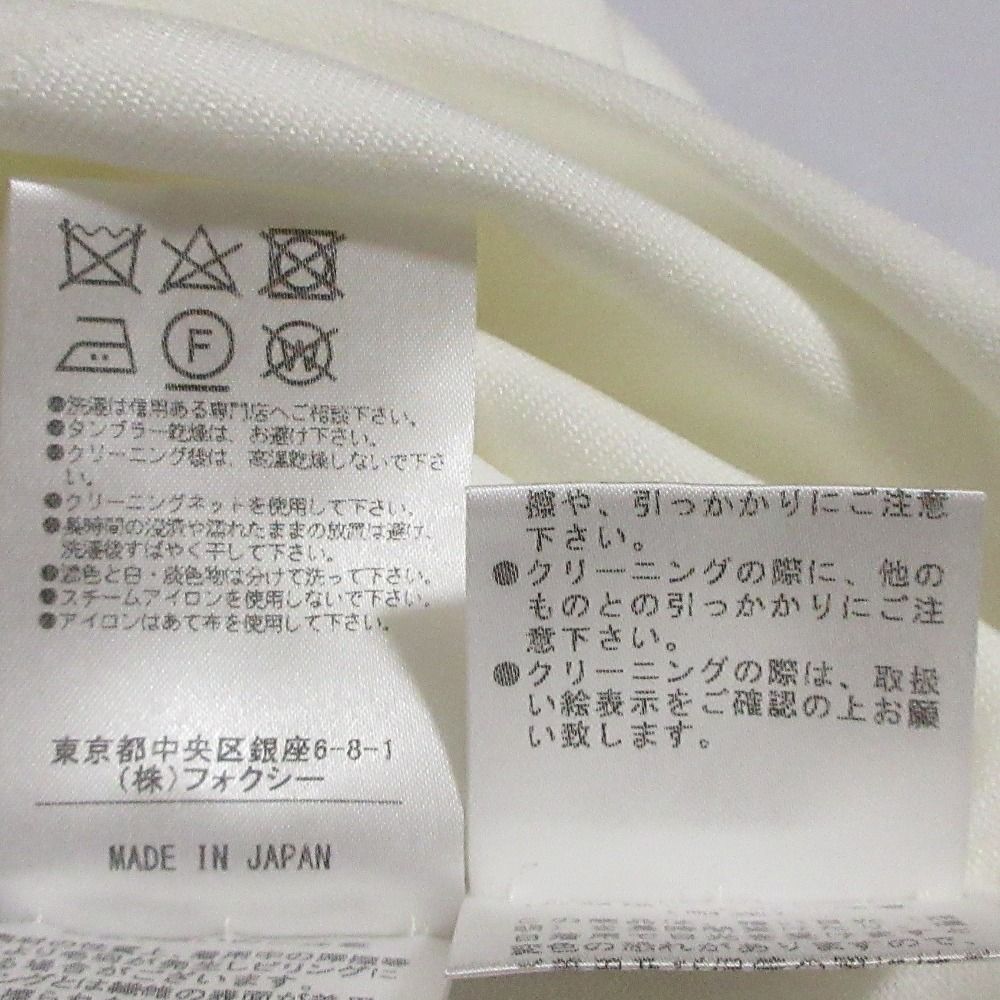 F
W
●洗濯は信用ある専門店へご相談下さい。
●タンブラー乾燥は、お避け下さい。
●クリーニング後は、高温乾燥しないで下さ
い。
●クリーニングネットを使用して下さい。
●長時間の浸漬や濡れたままの放置は避け、
洗濯後すばやく干して下さい。
●濃色と白・淡色物は分けて洗って下さい。
●スチームアイロンを使用しないで下さい。
●アイロンはあて布を使用して下さい。
東京都中央区銀座6-8-1
(株)フォクシー
MADE IN JAPAN
擦や、引っかかりにご注意
下さい。
●クリーニングの際に、他の
ものとの引っかかりにご注
意下さい。
●クリーニングの際は、取扱
い絵表示をご確認の上お願
い致します。